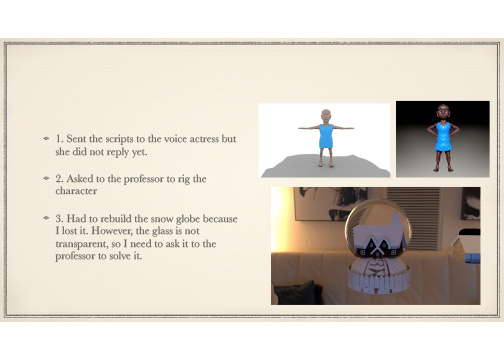 1. Sent the scripts to the voice actress but
she did not reply yet.
2. Asked to the professor to rig the
character
3. Had to rebuild the snow globe because
I lost it. However, the glass is not
transparent, so I need to ask it to the
professor to solve it.